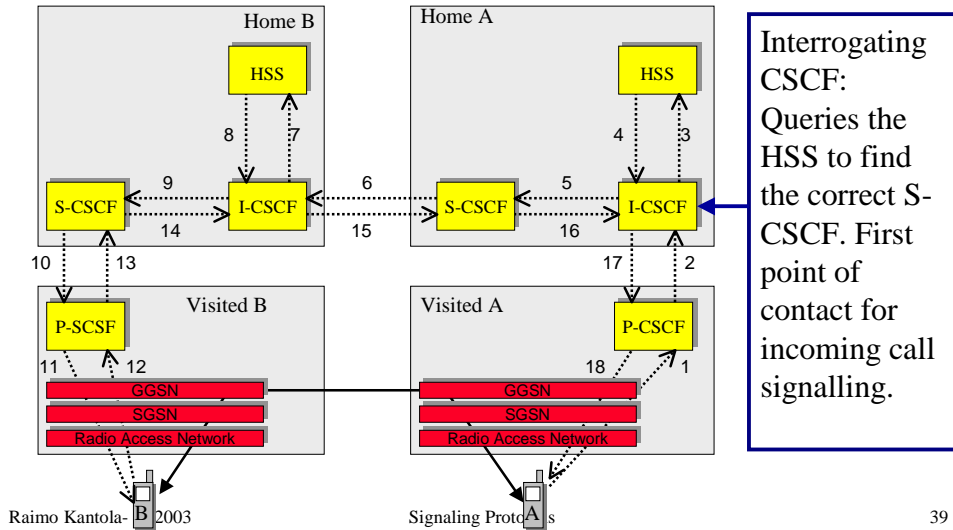 Home B
Home A
HSS
HSS
8
7
4
3
9
6
5
S-CSCF
I-CSCF
S-CSCF
I-CSCF
14
15
16
10
13
17
2
Visited B
Visited A
P-SCSF
P-CSCF
11
12
18
1
GGSN
GGSN
SGSN
SGSN
Radio Access Network
Radio Access Network
B
A
Interrogating
CSCF:
Queries the
HSS to find
the correct S-
CSCF. First
point of
contact for
incoming call
signalling.
Raimo Kantola- 2003
Signaling
39